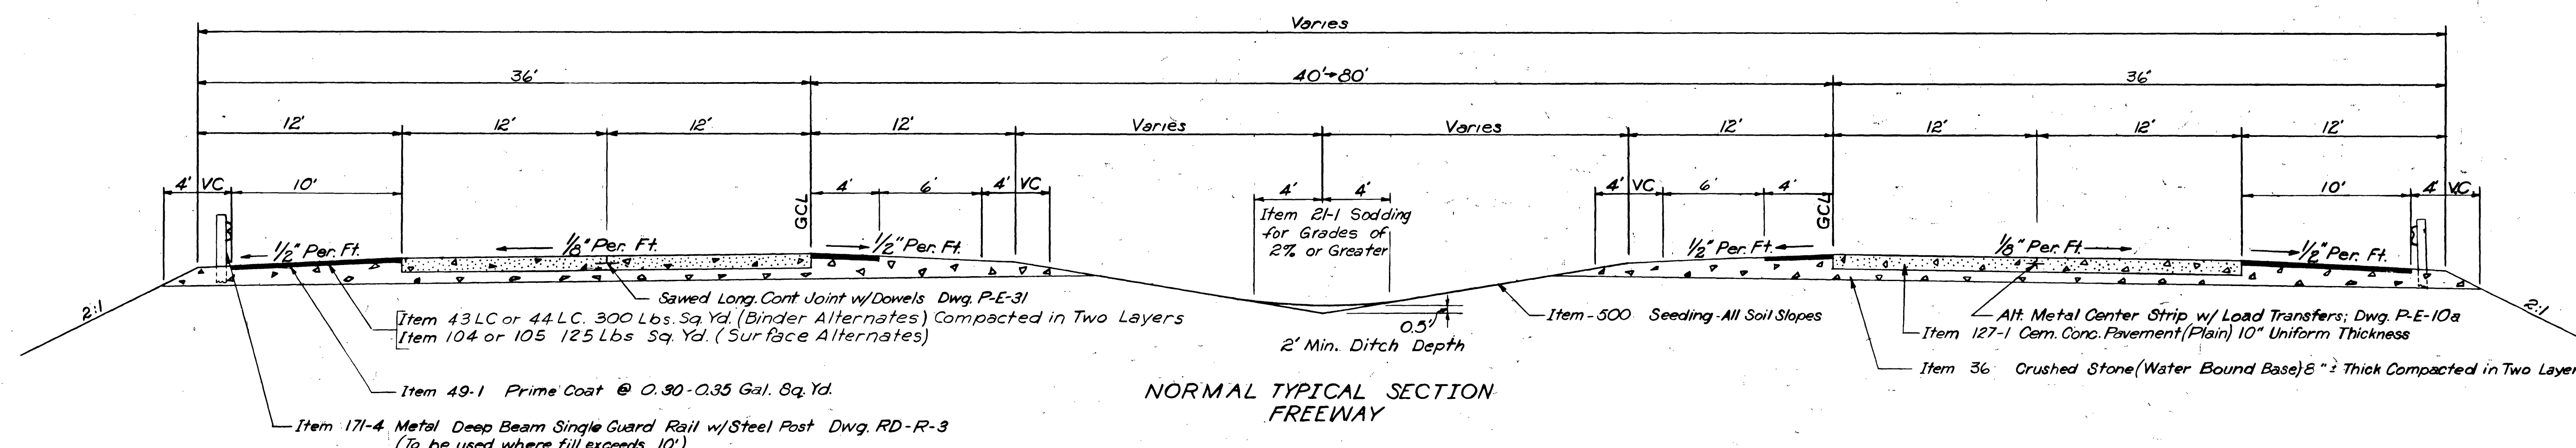 Varies
36' 40'→80' 36'
12' 12' 12' 12' Varies Varies 12' 12' 12' 12'
4' VC 10' GCL 4' 6' 4' VC 4' 4' 4' VC 6' 4' GCL 10' 4' VC
Item 21-1 Sodding
for Grades of
2% or Greater
1/2" Per. Ft. 1/8" Per. Ft. 1/2" Per Ft. 1/2" Per Ft. 1/8" Per Ft. 1/2" Per Ft.
2:1 2:1
Sawed Long. Cont Joint w/Dowels Dwg. P-E-31
Item 43 LC or 44 LC. 300 Lbs. Sq. Yd. (Binder Alternates) Compacted in Two Layers
Item 104 or 105 125 Lbs Sq. Yd. (Surface Alternates)
0.5'
2' Min. Ditch Depth
Item-500 Seeding-All Soil Slopes
Alt. Metal Center Strip w/ Load Transfers; Dwg. P-E-10a
Item 127-1 Cem. Conc. Pavement (Plain) 10" Uniform Thickness
Item 36 Crushed Stone (Water Bound Base) 8"± Thick Compacted in Two Layer
Item 49-1 Prime Coat @ 0.30-0.35 Gal. Sq. Yd.
Item 171-4 Metal Deep Beam Single Guard Rail w/Steel Post Dwg. RD-R-3
(To be used where fill exceeds 10')
NORMAL TYPICAL SECTION
FREEWAY